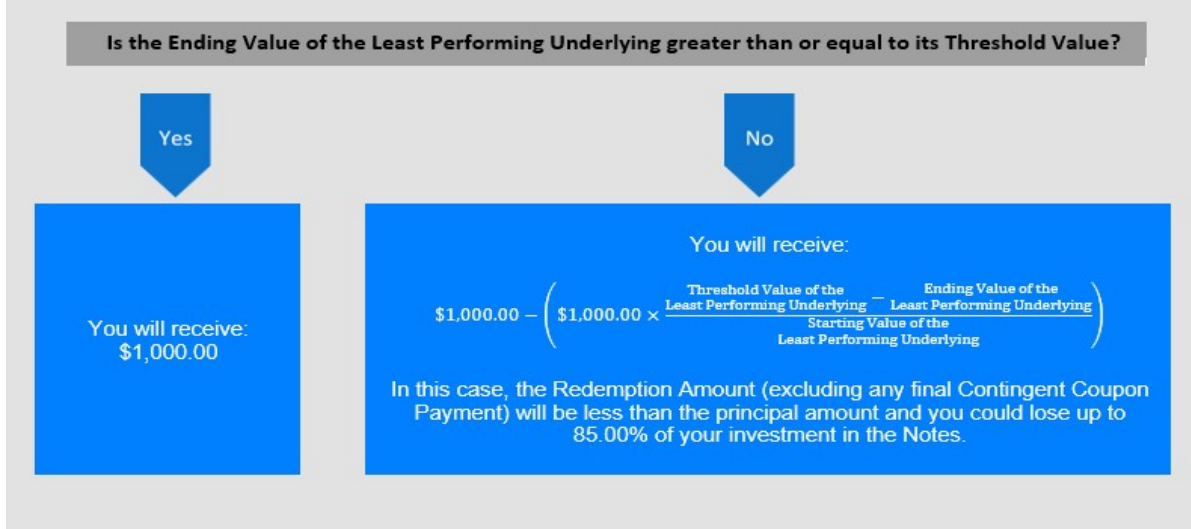 Is the Ending Value of the Least Performing Underlying greater than or equal to its Threshold Value?
Yes
No
You will receive:
$1,000.00
You will receive:
$1,000.00 − ( $1,000.00 × 
Threshold Value of the
Least Performing Underlying
−
Ending Value of the
Least Performing Underlying
Starting Value of the
Least Performing Underlying
)
In this case, the Redemption Amount (excluding any final Contingent Coupon
Payment) will be less than the principal amount and you could lose up to
85.00% of your investment in the Notes.